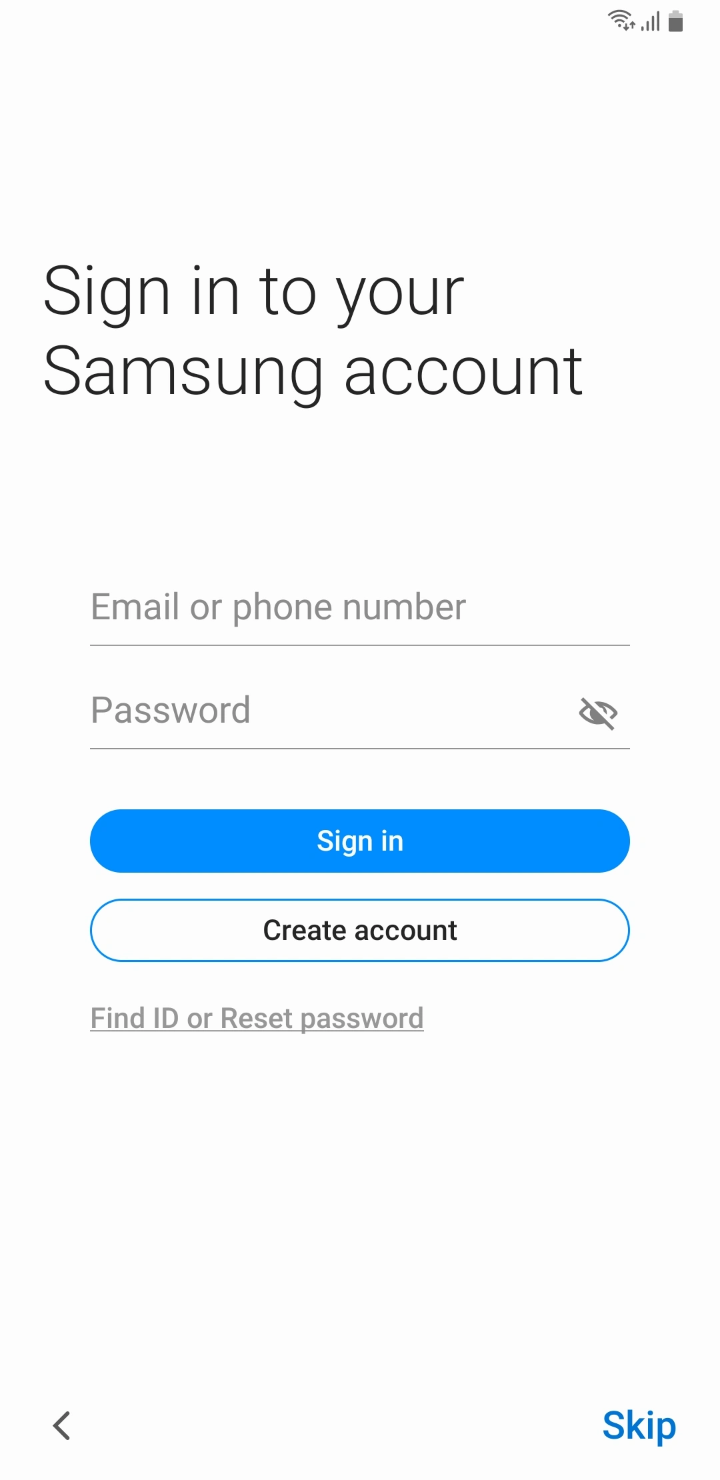 Sign in to your
Samsung account
Email or phone number
Password
Sign in
Create account
Find ID or Reset password
Skip